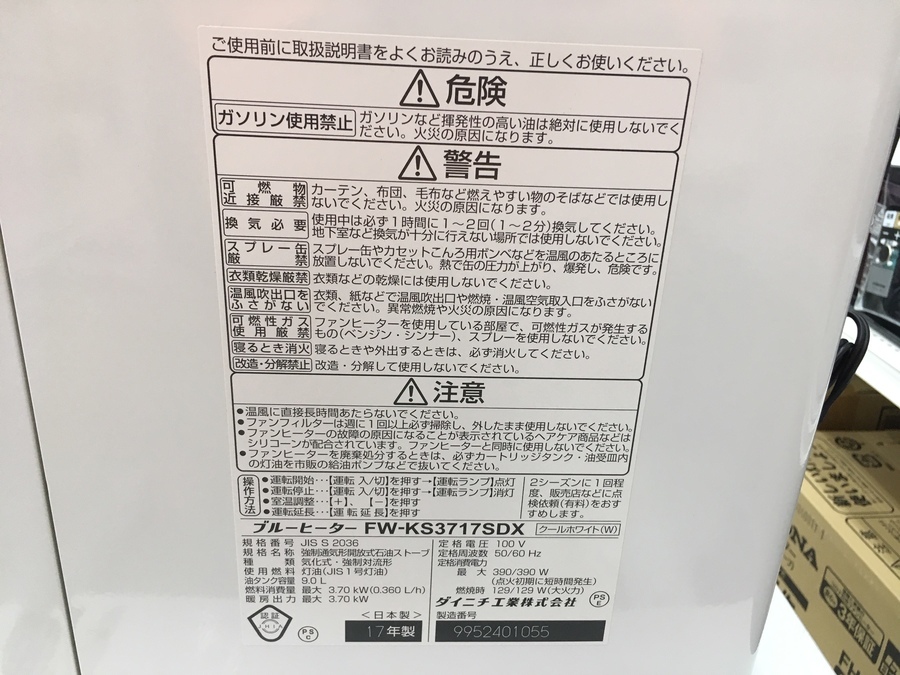 ご使用前に取扱説明書をよくお読みのうえ、正しくお使いください。
危険
ガソリン使用禁止
ガソリンなど揮発性の高い油は絶対に使用しないでく
ださい。火災の原因になります。
警告
可燃物
近接厳禁
カーテン、布団、毛布など燃えやすい物のそばなどでは使用し
ないでください。火災の原因になります。
換気必要
使用中は必ず1時間に1〜2回(1〜2分)換気してください。
地下室など換気が十分に行えない場所では使用しないでください。
スプレー缶
厳禁
スプレー缶やカセットこんろ用ボンベなどを温風のあたるところに
放置しないでください。熱で缶の圧力が上がり、爆発し、危険です。
衣類乾燥厳禁
衣類などの乾燥には使用しないでください。
温風吹出口を
ふさがない
衣類、紙などで温風吹出口や燃焼・温風空気取入口をふさがない
でください。異常燃焼や火災の原因になります。
可燃性ガス
使用厳禁
ファンヒーターを使用している部屋で、可燃性ガスが発生する
もの(ベンジン・シンナー)、スプレーを使用しないでください。
寝るとき消火
寝るときや外出するときは、必ず消火してください。
改造・分解禁止
改造・分解して使用しないでください。
注意
●温風に直接長時間あたらないでください。
●ファンフィルターは週に1回以上必ず掃除し、外したまま使用しないでください。
●ファンヒーターの故障の原因になることが表示されているヘアケア商品などは
シリコーンが配合されています。ファンヒーターと同時に使用しないでください。
●ファンヒーターを廃棄処分するときは、必ずカートリッジタンク・油受皿内
の灯油を市販の給油ポンプなどで抜いてください。
操作方法
●運転開始…【運転 入/切】を押す→【運転ランプ】点灯
●運転停止…【運転 入/切】を押す→【運転ランプ】消灯
●室温調整…【+】、【-】を押す
●運転延長…【運転延長】を押す
2シーズンに1回程
度、販売店などに点
検依頼(有料)をおす
すめします。
ブルーヒーター FW-KS3717SDX クールホワイト(W)
規格番号 JIS S 2036
規格名称 強制通気形開放式石油ストーブ
種類 気化式・強制対流形
使用燃料 灯油(JIS1号灯油)
油タンク容量 9.0 L
燃料消費量 最大 3.70 kW (0.360 L/h)
暖房出力 最大 3.70 kW
<日本製>
認証
JHIA
PS
E
17年製
定格電圧 100 V
定格周波数 50/60 Hz
定格消費電力
最大 390/390 W
(点火初期に短時間発生)
燃焼時 129/129 W(大火力)
ダイニチ工業株式会社
PS
E
製造番号
9952401055
ONA
3年保証
FH